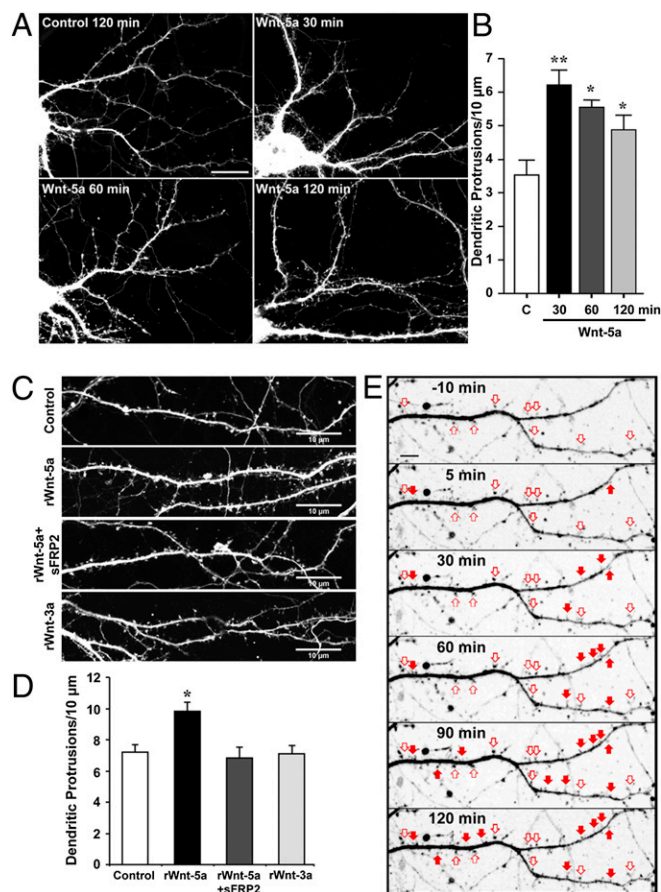 A
Control 120 min
Wnt-5a 30 min
Wnt-5a 60 min
Wnt-5a 120 min
B
Dendritic Protrusions/10 µm
7
6
5
4
3
2
1
0
**
*
*
C
30
60
120 min
Wnt-5a
C
Control
10 µm
rWnt-5a
10 µm
rWnt-5a+
sFRP2
10 µm
rWnt-3a
10 µm
D
Dendritic Protrusions/10 µm
12
10
8
6
4
2
0
*
Control
rWnt-5a
rWnt-5a
+sFRP2
rWnt-3a
E
-10 min
5 min
30 min
60 min
90 min
120 min